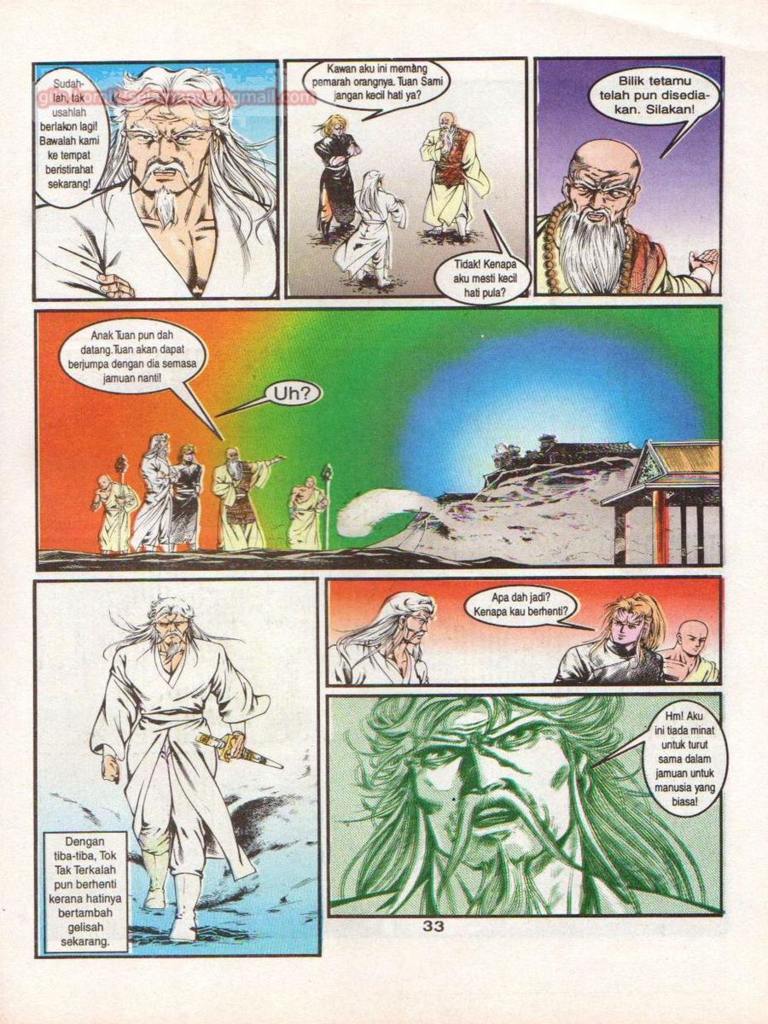 Sudah-
lah, tak
usahlah
berlakon lagi!
Bawalah kami
ke tempat
beristirahat
sekarang!
Kawan aku ini memang
pemarah orangnya. Tuan Sami
jangan kecil hati ya?
Tidak! Kenapa
aku mesti kecil
hati pula?
Bilik tetamu
telah pun disedia-
kan. Silakan!
Anak Tuan pun dah
datang.Tuan akan dapat
berjumpa dengan dia semasa
jamuan nanti!
Uh?
Dengan
tiba-tiba, Tok
Tak Terkalah
pun berhenti
kerana hatinya
bertambah
gelisah
sekarang.
Apa dah jadi?
Kenapa kau berhenti?
Hm! Aku
ini tiada minat
untuk turut
sama dalam
jamuan untuk
manusia yang
biasa!
33